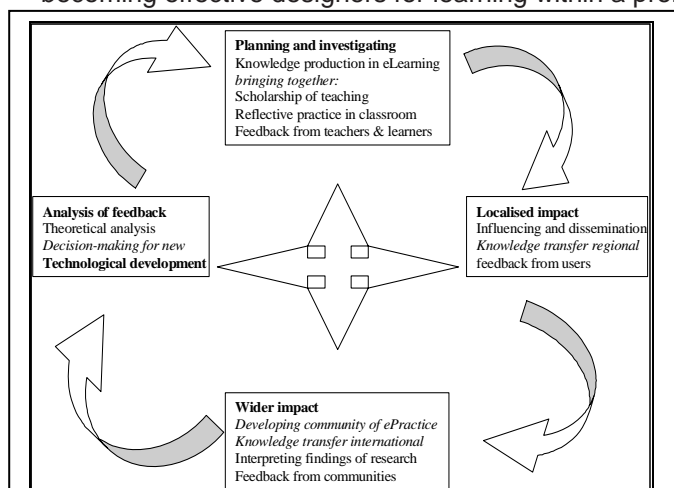 becoming effective designers for learning within a
Planning and investigating
Knowledge production in eLearning
bringing together:
Scholarship of teaching
Reflective practice in classroom
Feedback from teachers & learners
Analysis of feedback
Theoretical analysis
Decision-making for new
Technological development
Localised impact
Influencing and dissemination
Knowledge transfer regional
feedback from users
Wider impact
Developing community of ePractice
Knowledge transfer international
Interpreting findings of research
Feedback from communities